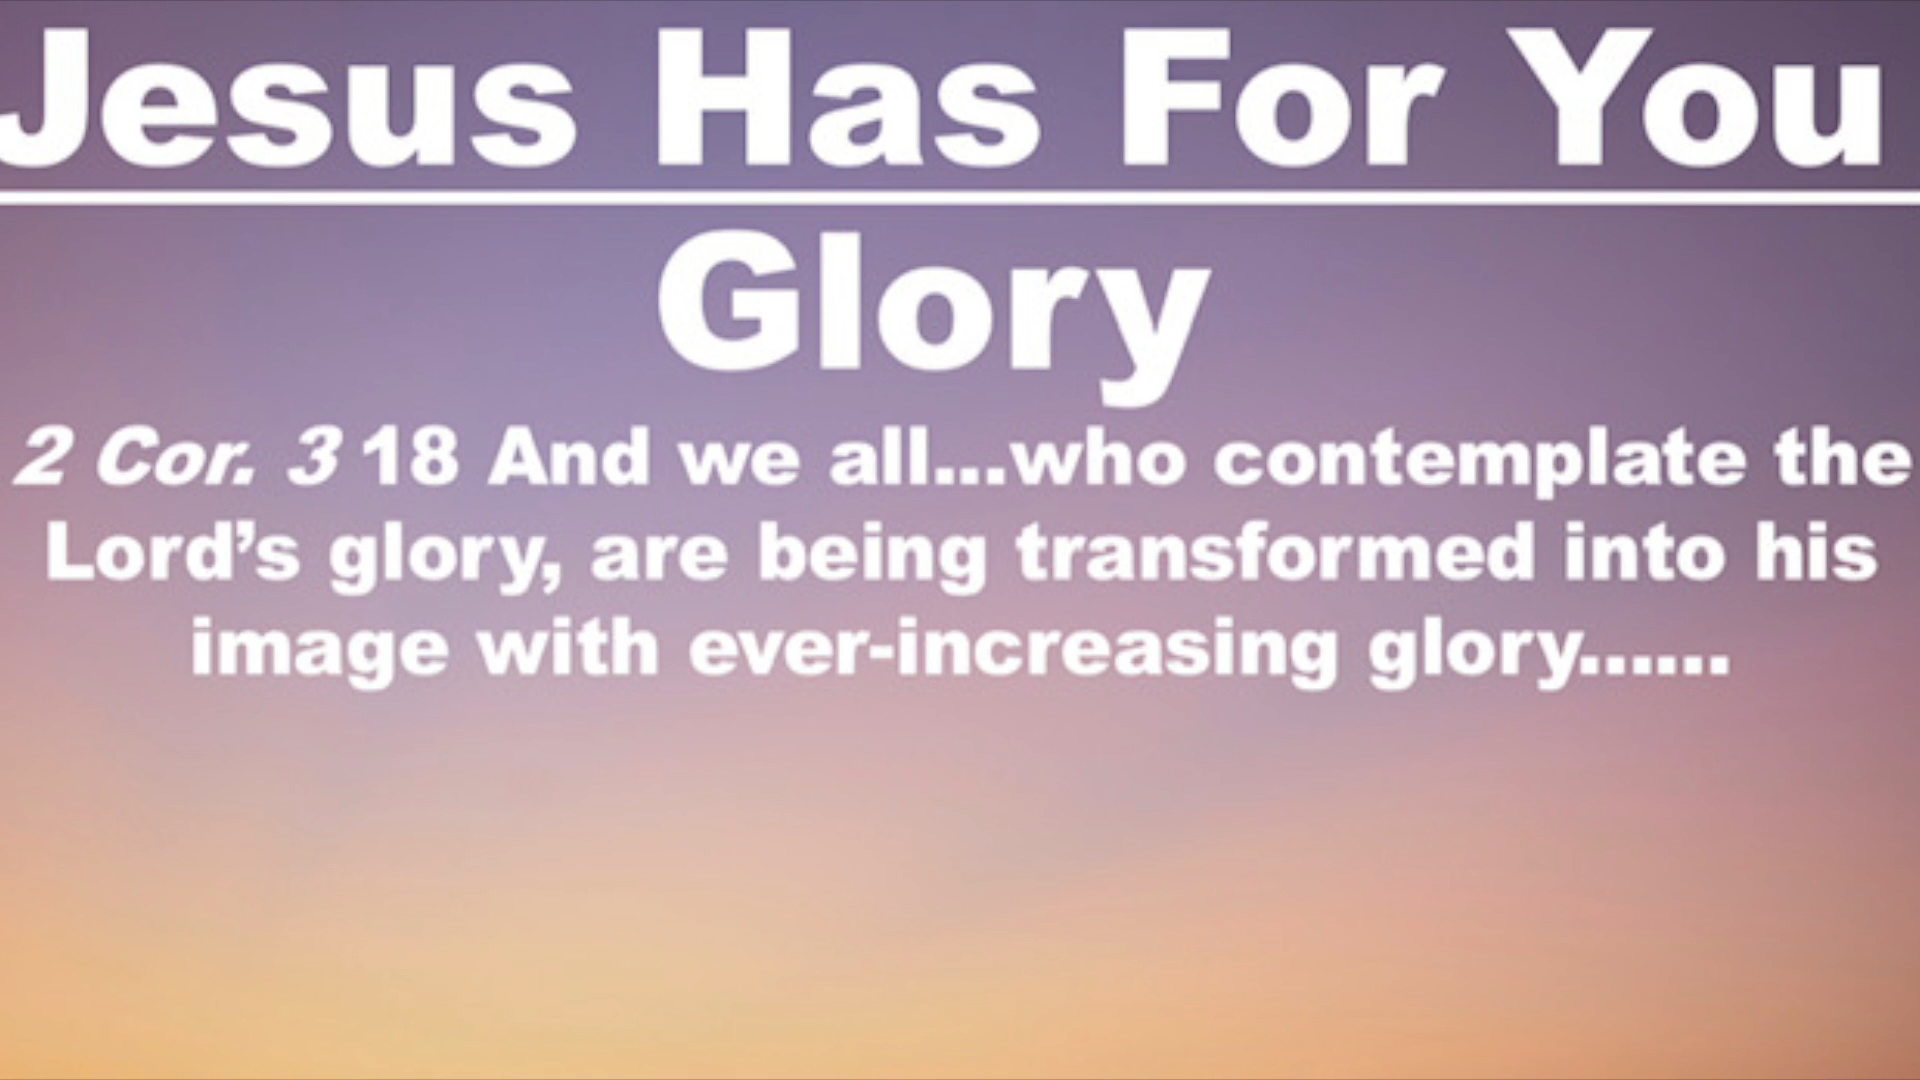 Jesus Has For You
Glory
2 Cor. 3 18 And we all...who contemplate the
Lord’s glory, are being transformed into his
image with ever-increasing glory......